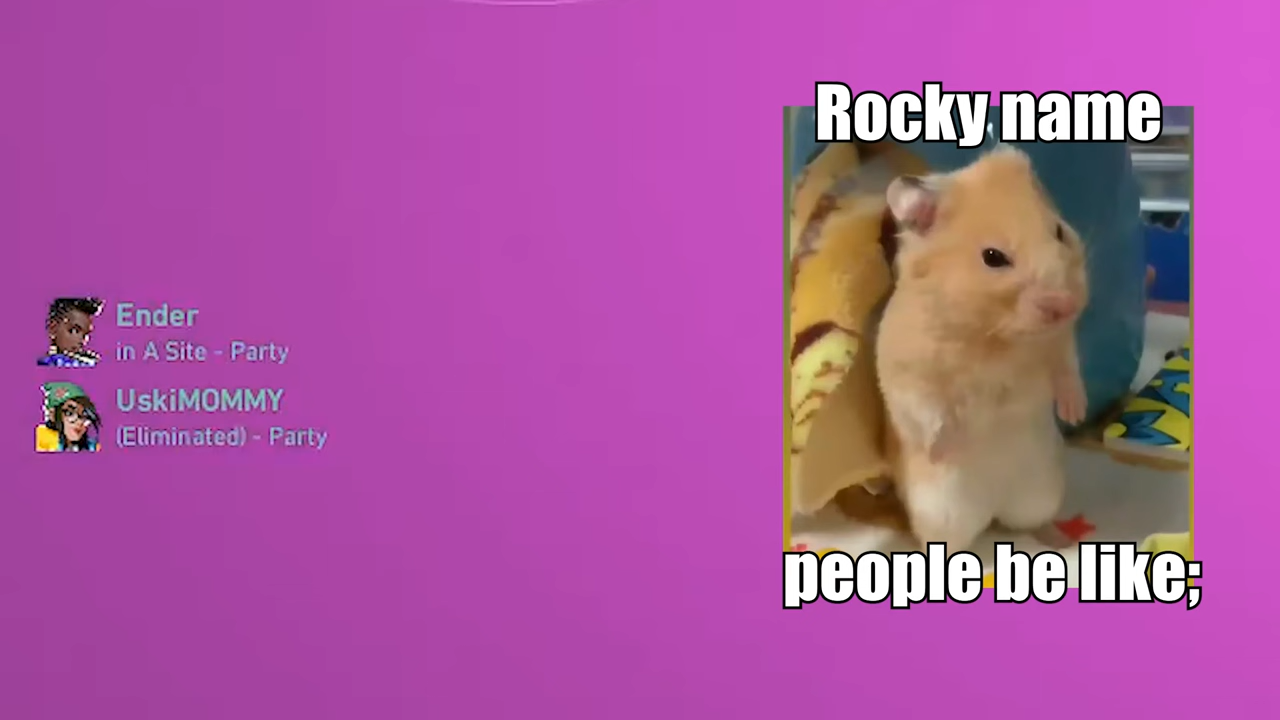 Ender
in A Site - Party
UskiMOMMY
(Eliminated) - Party
Rocky name
people be like;